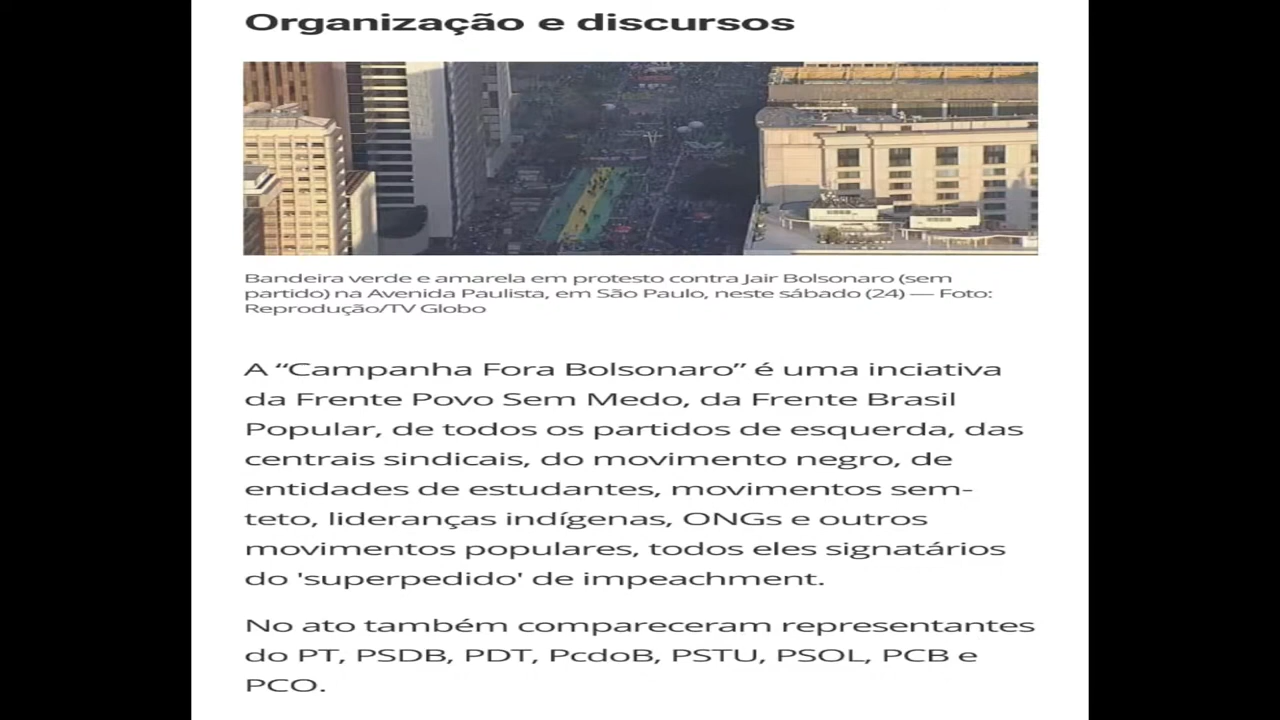 Organização e discursos
Bandeira verde e amarela em protesto contra Jair Bolsonaro (sem
partido) na Avenida Paulista, em São Paulo, neste sábado (24) — Foto:
Reprodução/TV Globo
A “Campanha Fora Bolsonaro” é uma inciativa
da Frente Povo Sem Medo, da Frente Brasil
Popular, de todos os partidos de esquerda, das
centrais sindicais, do movimento negro, de
entidades de estudantes, movimentos sem-
teto, lideranças indígenas, ONGs e outros
movimentos populares, todos eles signatários
do 'superpedido' de impeachment.
No ato também compareceram representantes
do PT, PSDB, PDT, PcdoB, PSTU, PSOL, PCB e
PCO.